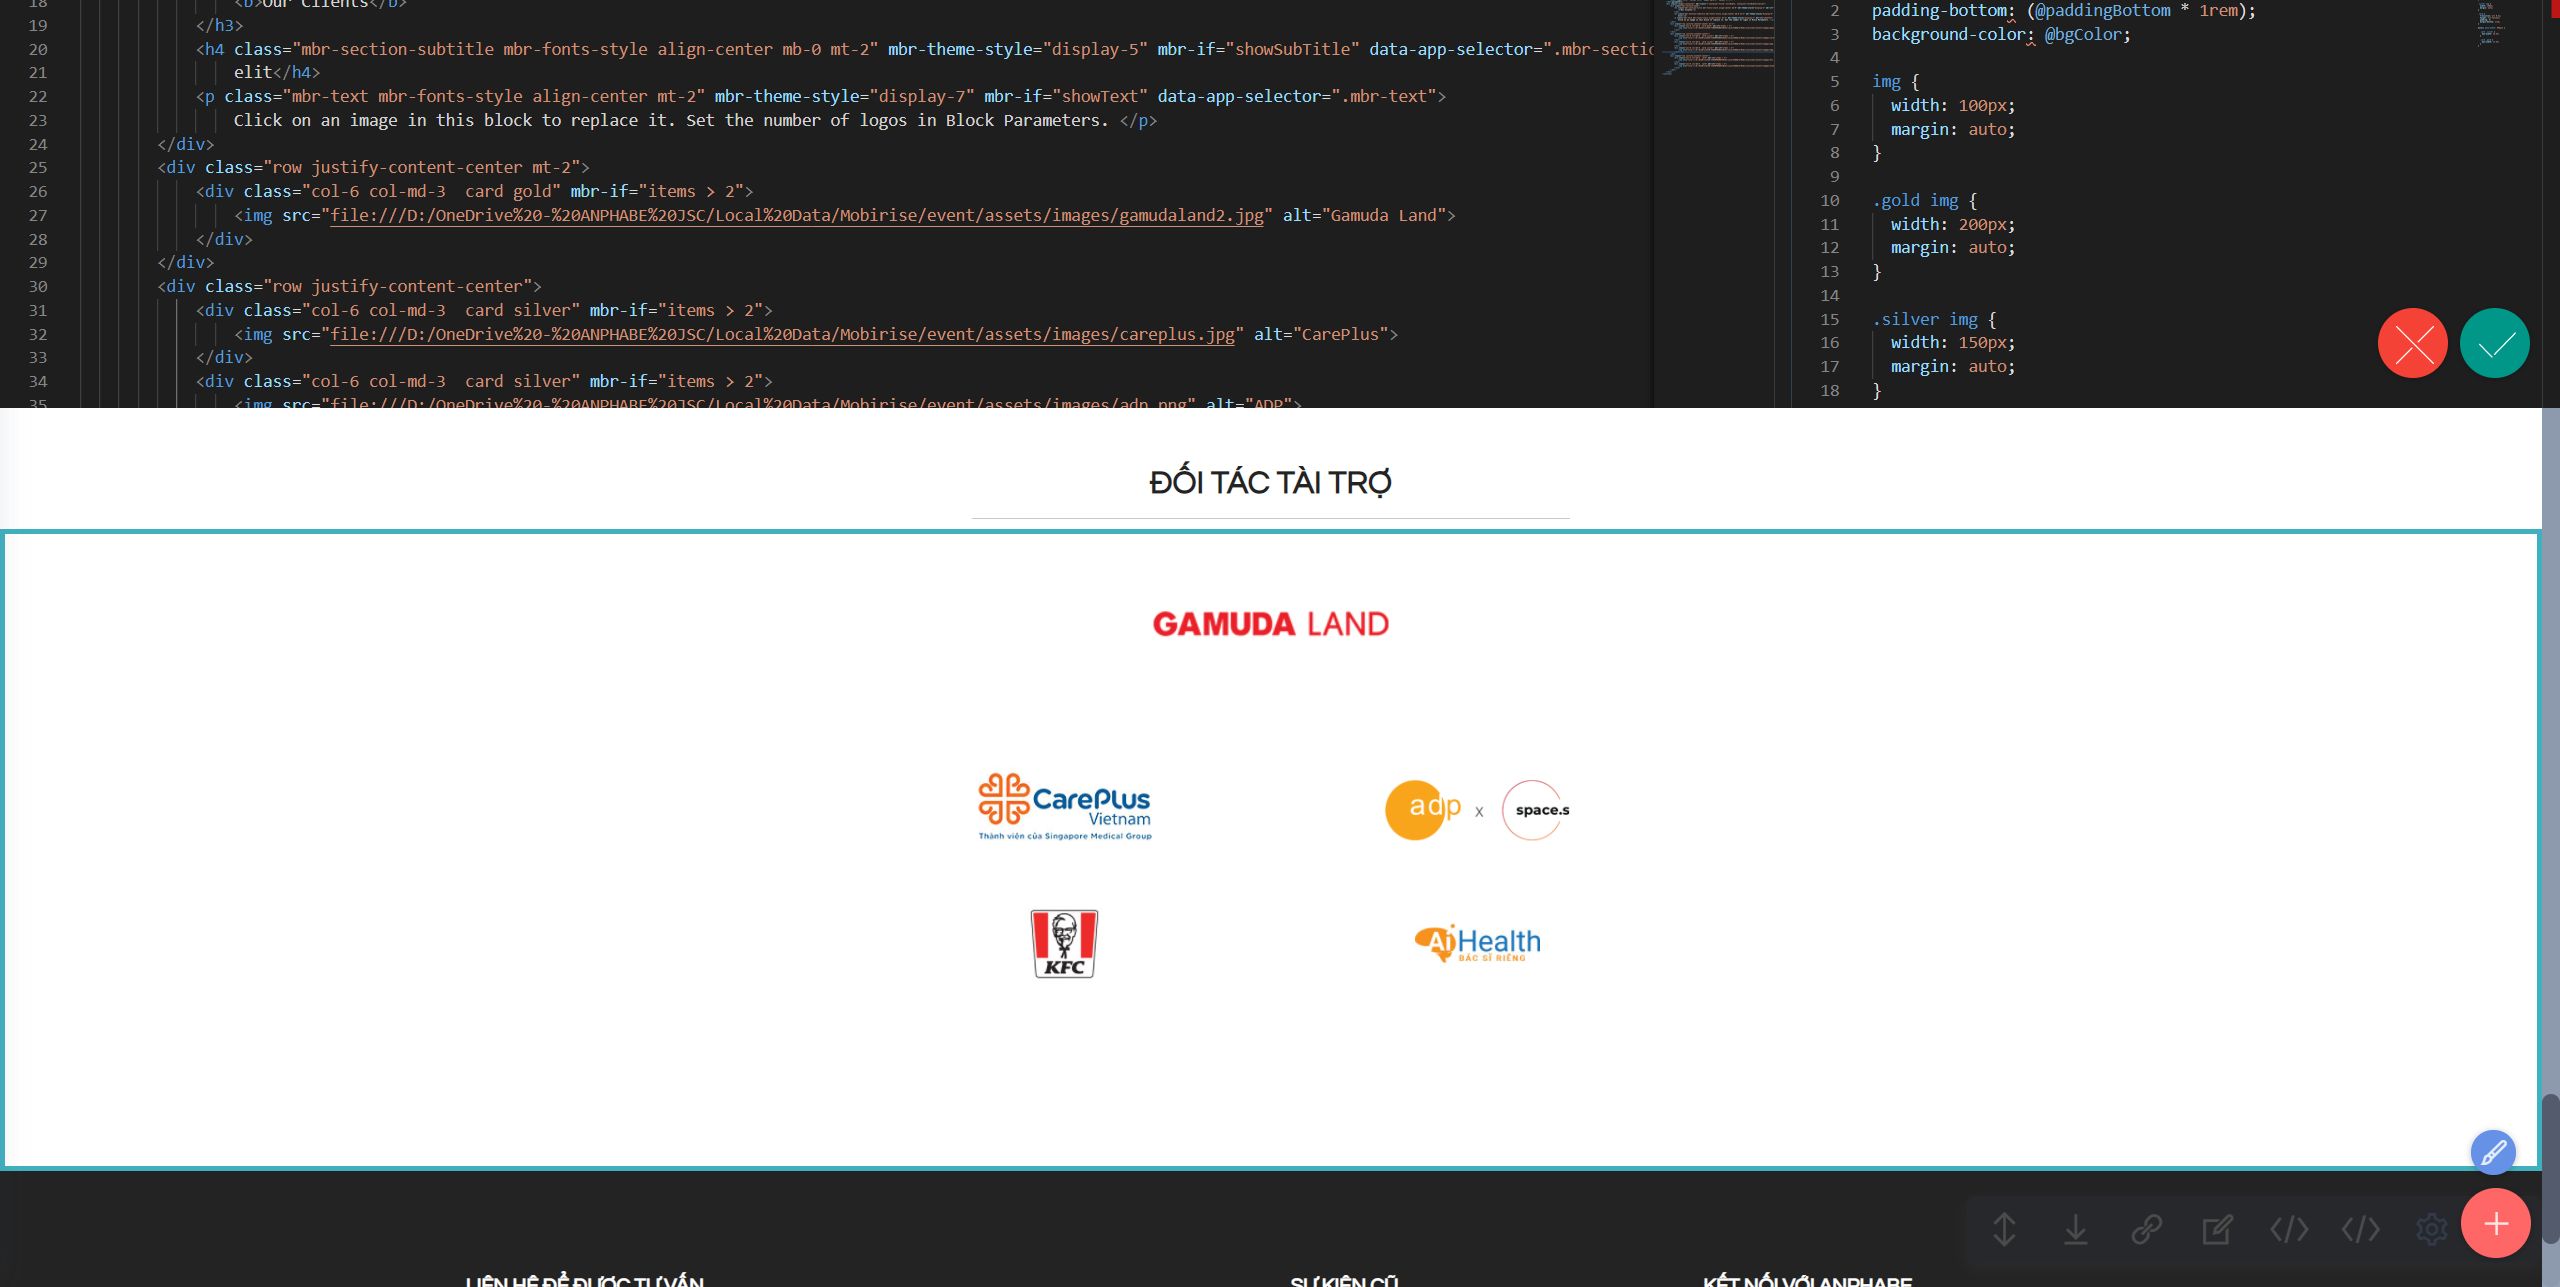 18 <b>Our Clients</b>
19 </h3>
20 <h4 class="mbr-section-subtitle mbr-fonts-style align-center mb-0 mt-2" mbr-theme-style="display-5" mbr-if="showSubTitle" data-app-selector=".mbr-sectio
21 elit</h4>
22 <p class="mbr-text mbr-fonts-style align-center mt-2" mbr-theme-style="display-7" mbr-if="showText" data-app-selector=".mbr-text">
23 Click on an image in this block to replace it. Set the number of logos in Block Parameters. </p>
24 </div>
25 <div class="row justify-content-center mt-2">
26 <div class="col-6 col-md-3  card gold" mbr-if="items > 2">
27 <img src="file:///D:/OneDrive%20-%20ANPHABE%20JSC/Local%20Data/Mobirise/event/assets/images/gamudaland2.jpg" alt="Gamuda Land">
28 </div>
29 </div>
30 <div class="row justify-content-center">
31 <div class="col-6 col-md-3  card silver" mbr-if="items > 2">
32 <img src="file:///D:/OneDrive%20-%20ANPHABE%20JSC/Local%20Data/Mobirise/event/assets/images/careplus.jpg" alt="CarePlus">
33 </div>
34 <div class="col-6 col-md-3  card silver" mbr-if="items > 2">
35 <img src="file:///D:/OneDrive%20-%20ANPHABE%20JSC/Local%20Data/Mobirise/event/assets/images/adp.png" alt="ADP">
2 padding-bottom: (@paddingBottom * 1rem);
3 background-color: @bgColor;
4
5 img {
6 width: 100px;
7 margin: auto;
8 }
9
10 .gold img {
11 width: 200px;
12 margin: auto;
13 }
14
15 .silver img {
16 width: 150px;
17 margin: auto;
18 }
ĐỐI TÁC TÀI TRỢ
GAMUDA LAND
CarePlus
Vietnam
Thành viên của Singapore Medical Group
adp x space.s
KFC
AiHealth
BÁC SĨ RIÊNG
LIÊN HỆ ĐỂ ĐƯỢC TƯ VẤN
SỰ KIỆN CŨ
KẾT NỐI VỚI ANPHABE